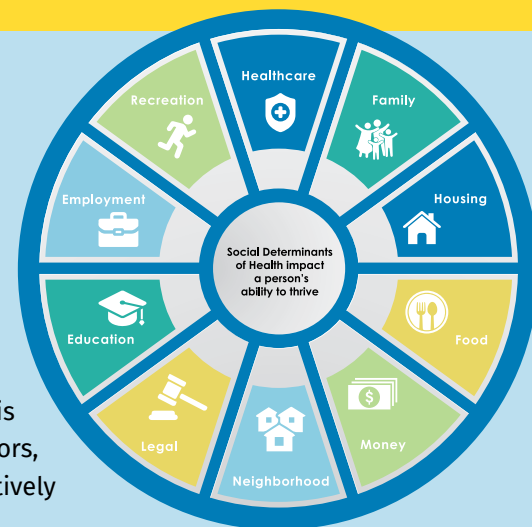 Healthcare
Family
Housing
Food
Money
Neighborhood
Legal
Education
Employment
Recreation
Social Determinants
of Health impact
a person's
ability to thrive
is
ors,
tively
$